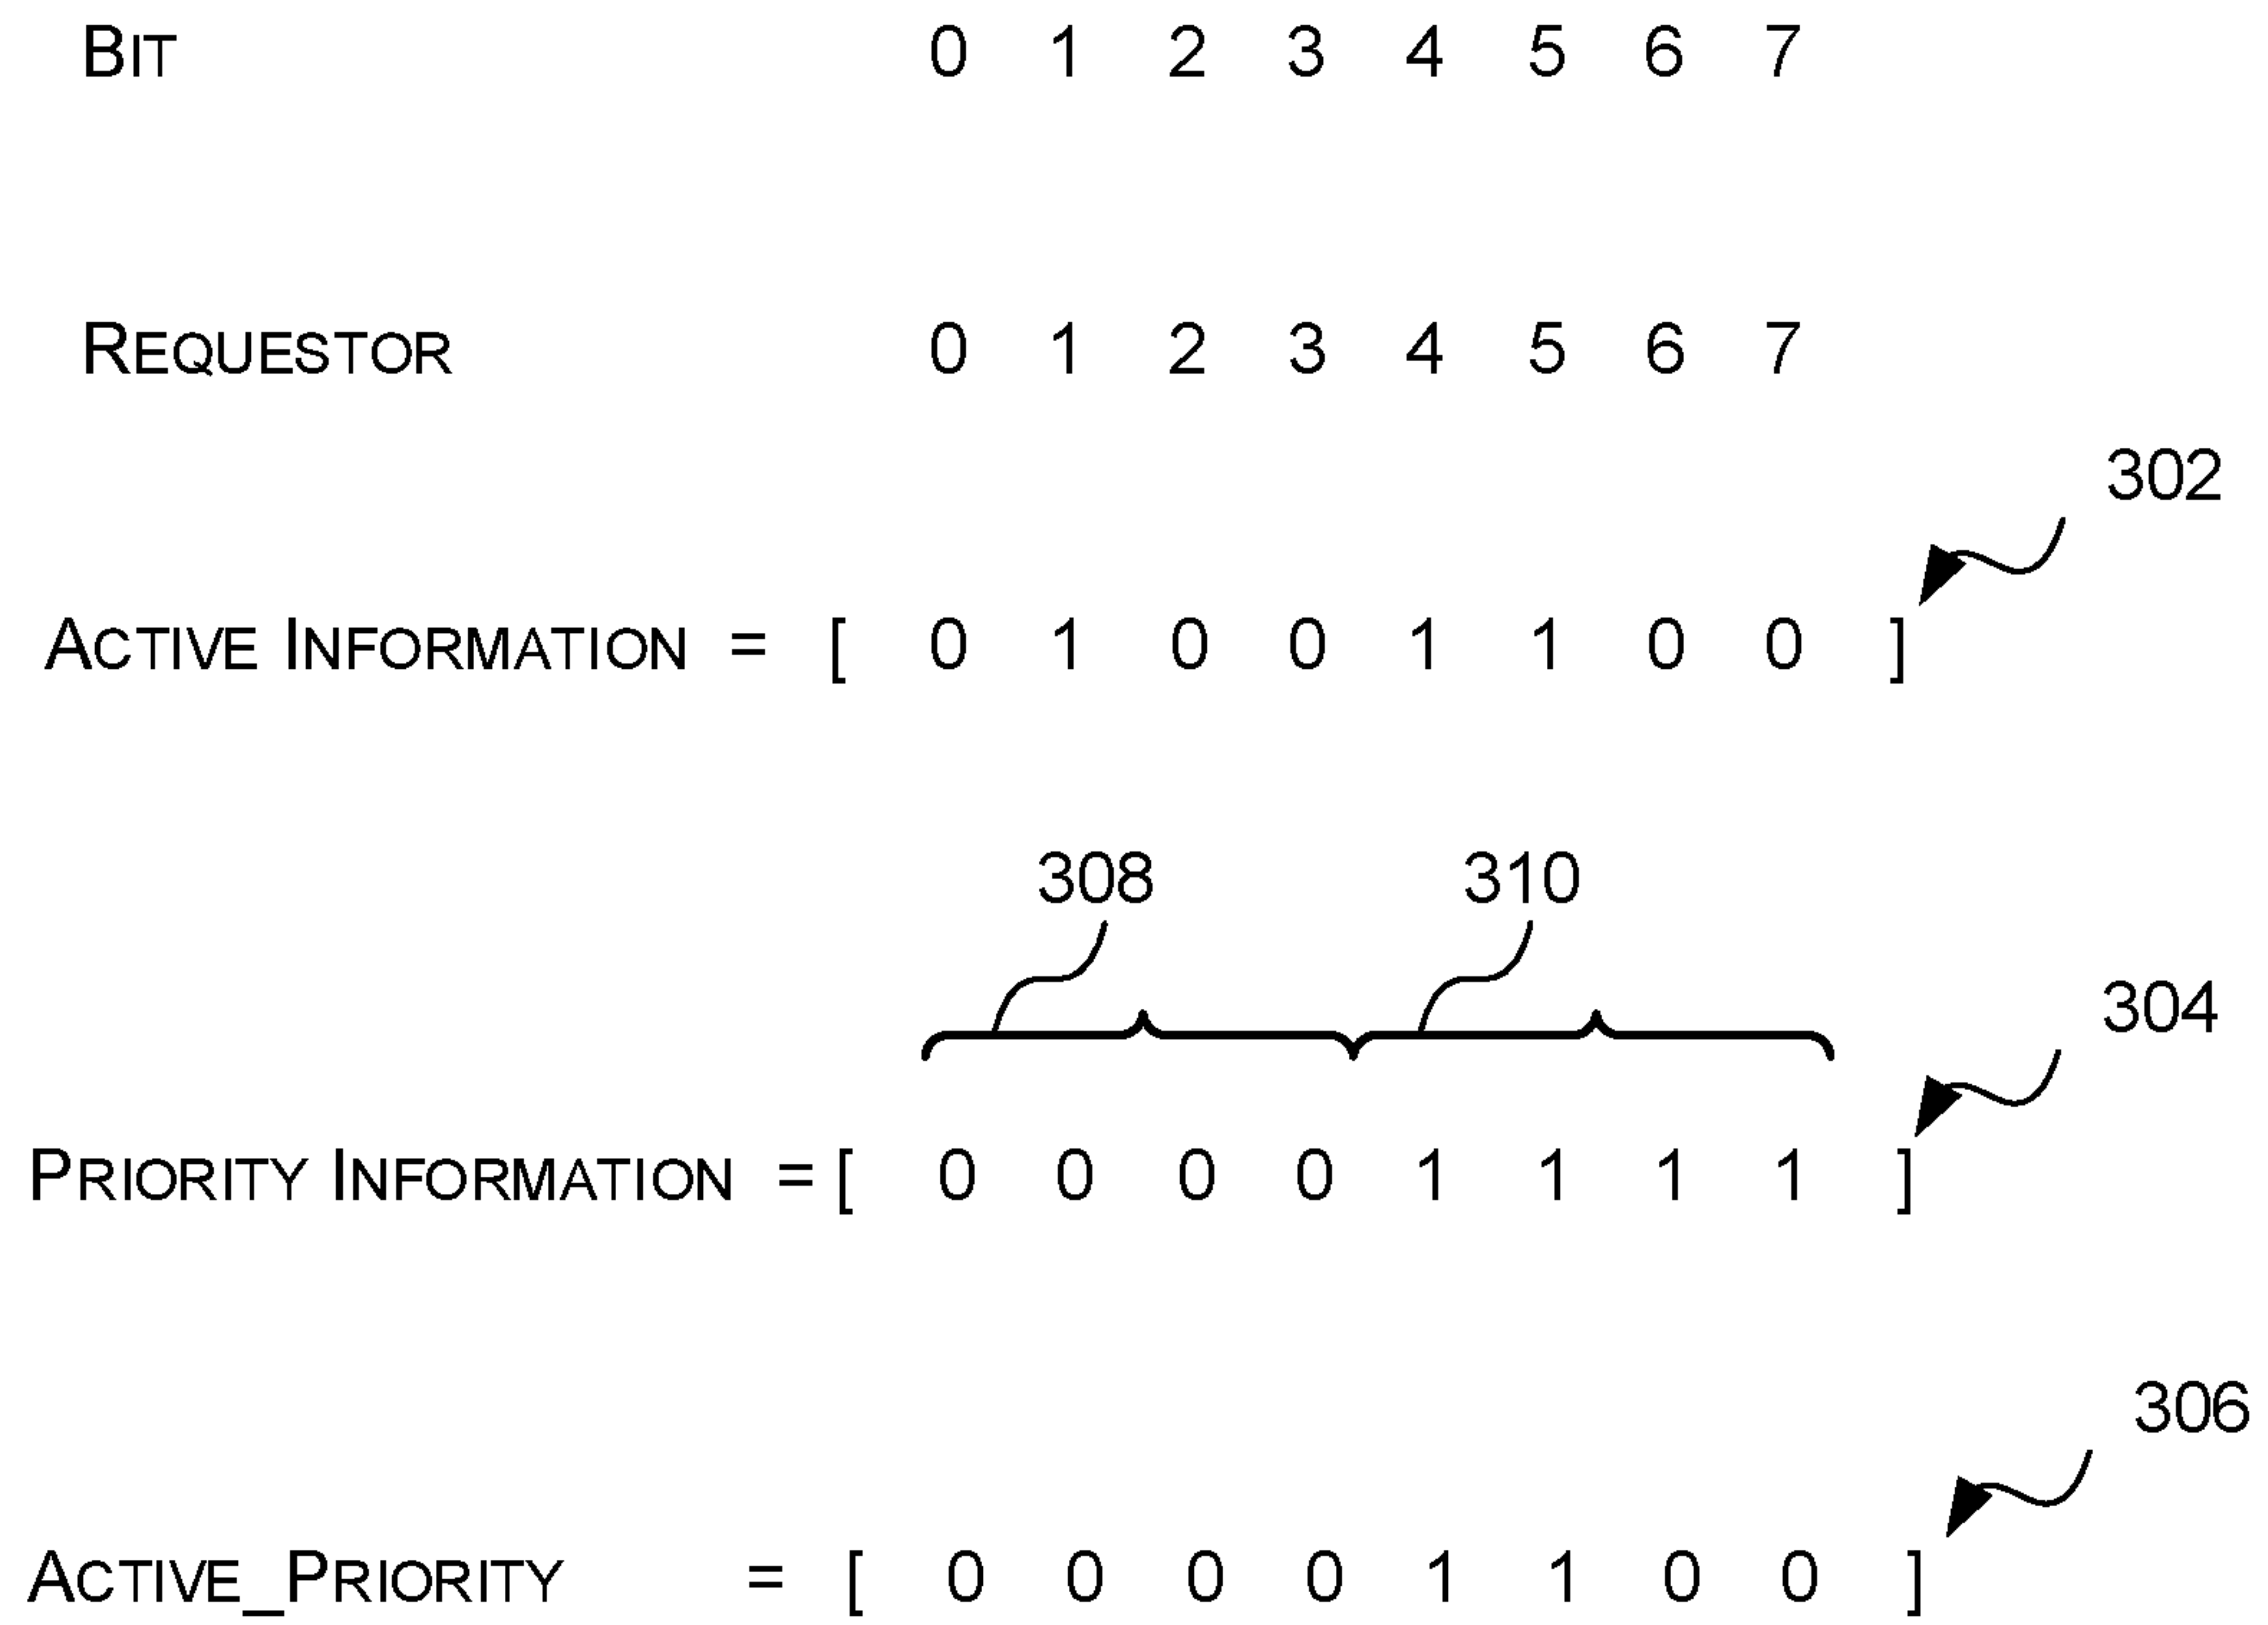 BIT 0 1 2 3 4 5 6 7
REQUESTOR 0 1 2 3 4 5 6 7
302
ACTIVE INFORMATION = [ 0 1 0 0 1 1 0 0 ]
308 310
304
PRIORITY INFORMATION = [ 0 0 0 0 1 1 1 1 ]
306
ACTIVE_PRIORITY = [ 0 0 0 0 1 1 0 0 ]